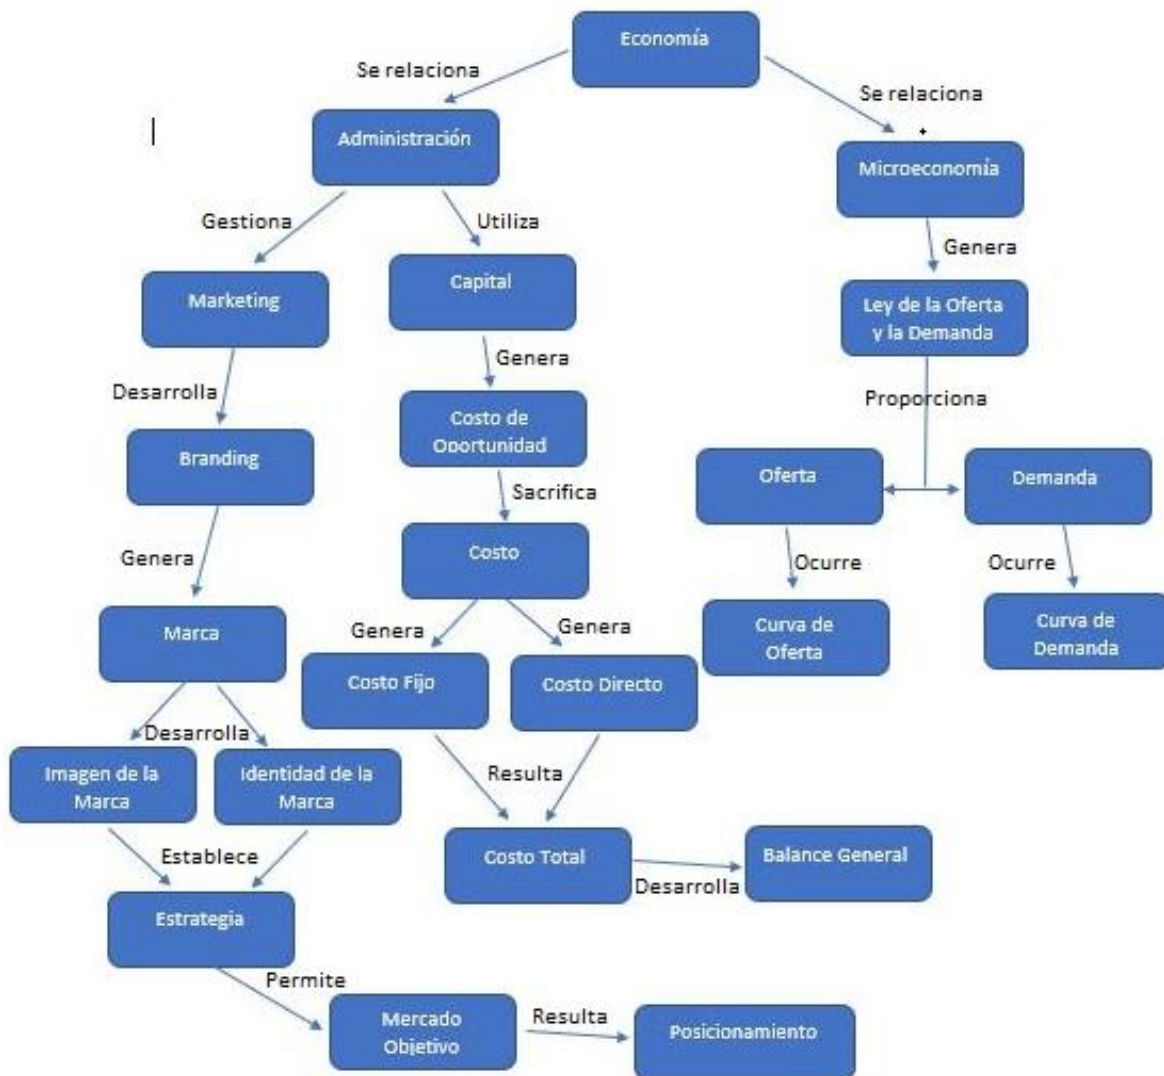 Economía
Se relaciona
Se relaciona
Administración
Microeconomía
Gestiona
Utiliza
Genera
Marketing
Capital
Ley de la Oferta
y la Demanda
Genera
Desarrolla
Proporciona
Costo de
Oportunidad
Branding
Oferta
Demanda
Sacrifica
Genera
Costo
Ocurre
Ocurre
Marca
Genera
Genera
Curva de
Oferta
Curva de
Demanda
Costo Fijo
Costo Directo
Desarrolla
Imagen de la
Marca
Identidad de la
Marca
Resulta
Establece
Costo Total
Balance General
Desarrolla
Estrategia
Permite
Mercado
Objetivo
Resulta
Posicionamiento